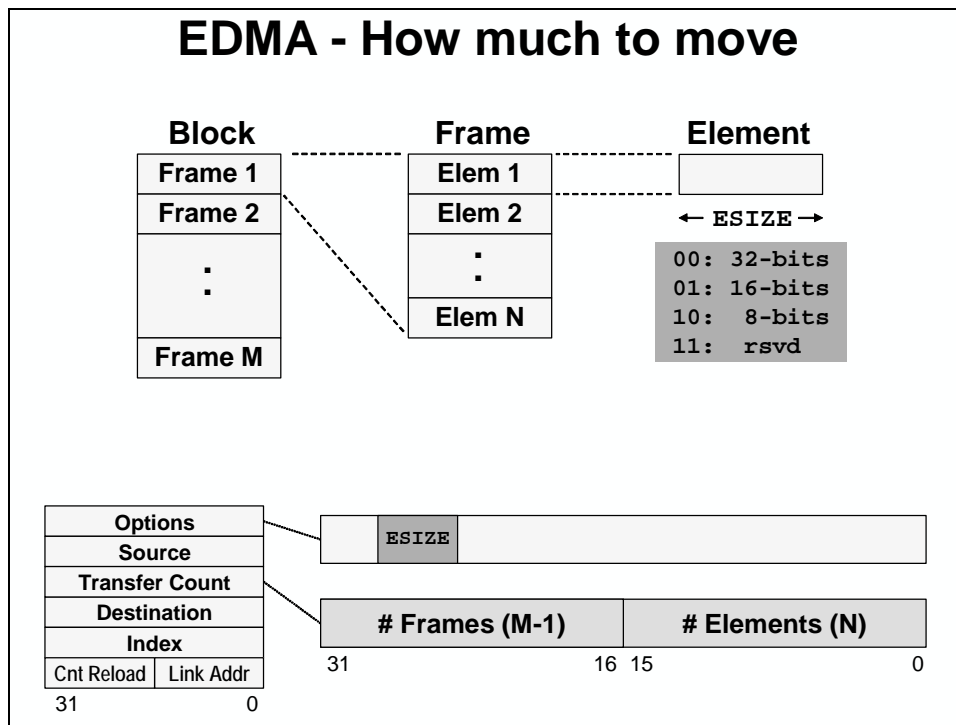 EDMA - How much to move
Block Frame Element
Frame 1 Elem 1
Frame 2 Elem 2
← ESIZE →
:
:
00: 32-bits
01: 16-bits
10: 8-bits
11: rsvd
Elem N
Frame M
Options
ESIZE
Source
Transfer Count
Destination
# Frames (M-1) # Elements (N)
Index
31 16 15 0
Cnt Reload Link Addr
31 0